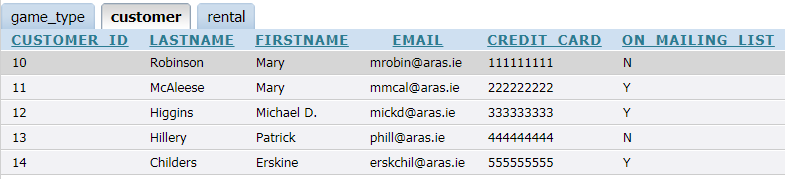 game_type customer rental
CUSTOMER_ID LASTNAME FIRSTNAME EMAIL CREDIT_CARD ON_MAILING_LIST
10 Robinson Mary mrobin@aras.ie 111111111 N
11 McAleese Mary mmcal@aras.ie 222222222 Y
12 Higgins Michael D. mickd@aras.ie 333333333 Y
13 Hillery Patrick phill@aras.ie 444444444 N
14 Childers Erskine erskchil@aras.ie 555555555 Y